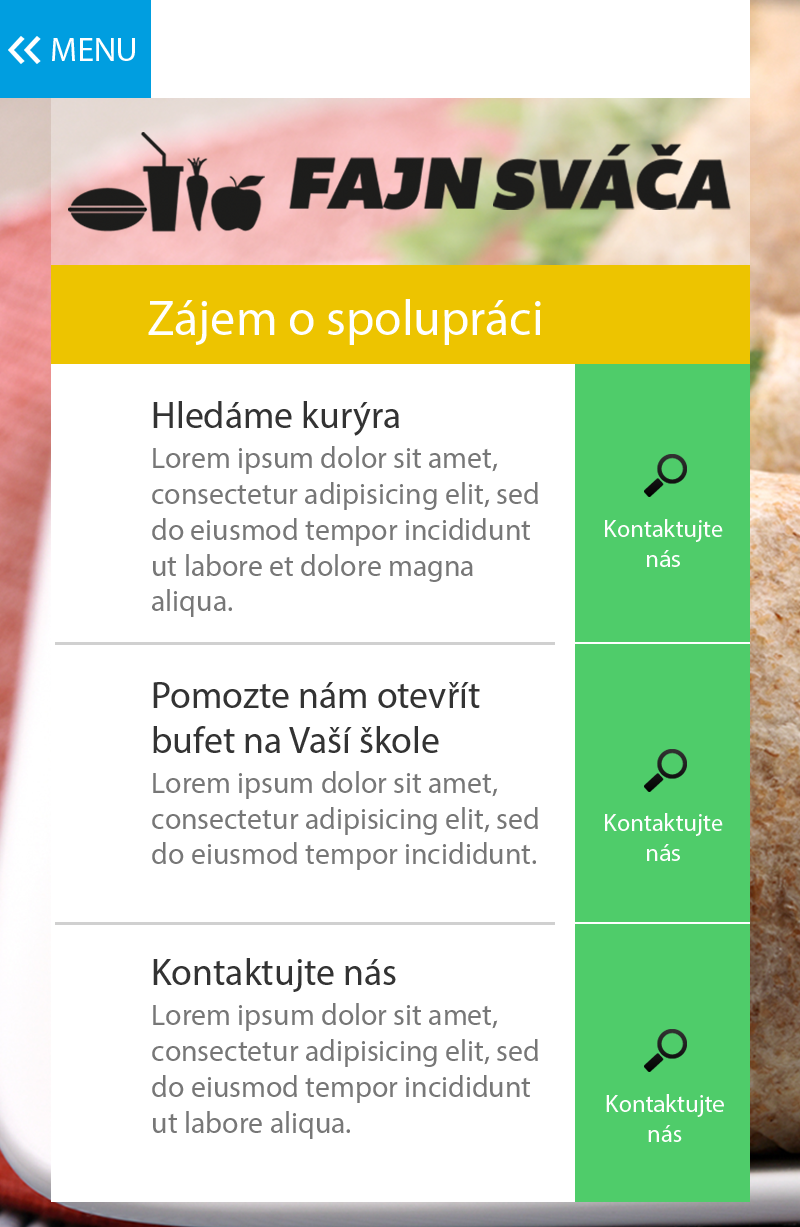 MENU
FAJN SVÁČA
Zájem o spolupráci
Hledáme kurýra
Lorem ipsum dolor sit amet,
consectetur adipisicing elit, sed
do eiusmod tempor incididunt
ut labore et dolore magna
aliqua.
Kontaktujte
nás
Pomozte nám otevřít
bufet na Vaší škole
Lorem ipsum dolor sit amet,
consectetur adipisicing elit, sed
do eiusmod tempor incididunt.
Kontaktujte
nás
Kontaktujte nás
Lorem ipsum dolor sit amet,
consectetur adipisicing elit, sed
do eiusmod tempor incididunt
ut labore aliqua.
Kontaktujte
nás